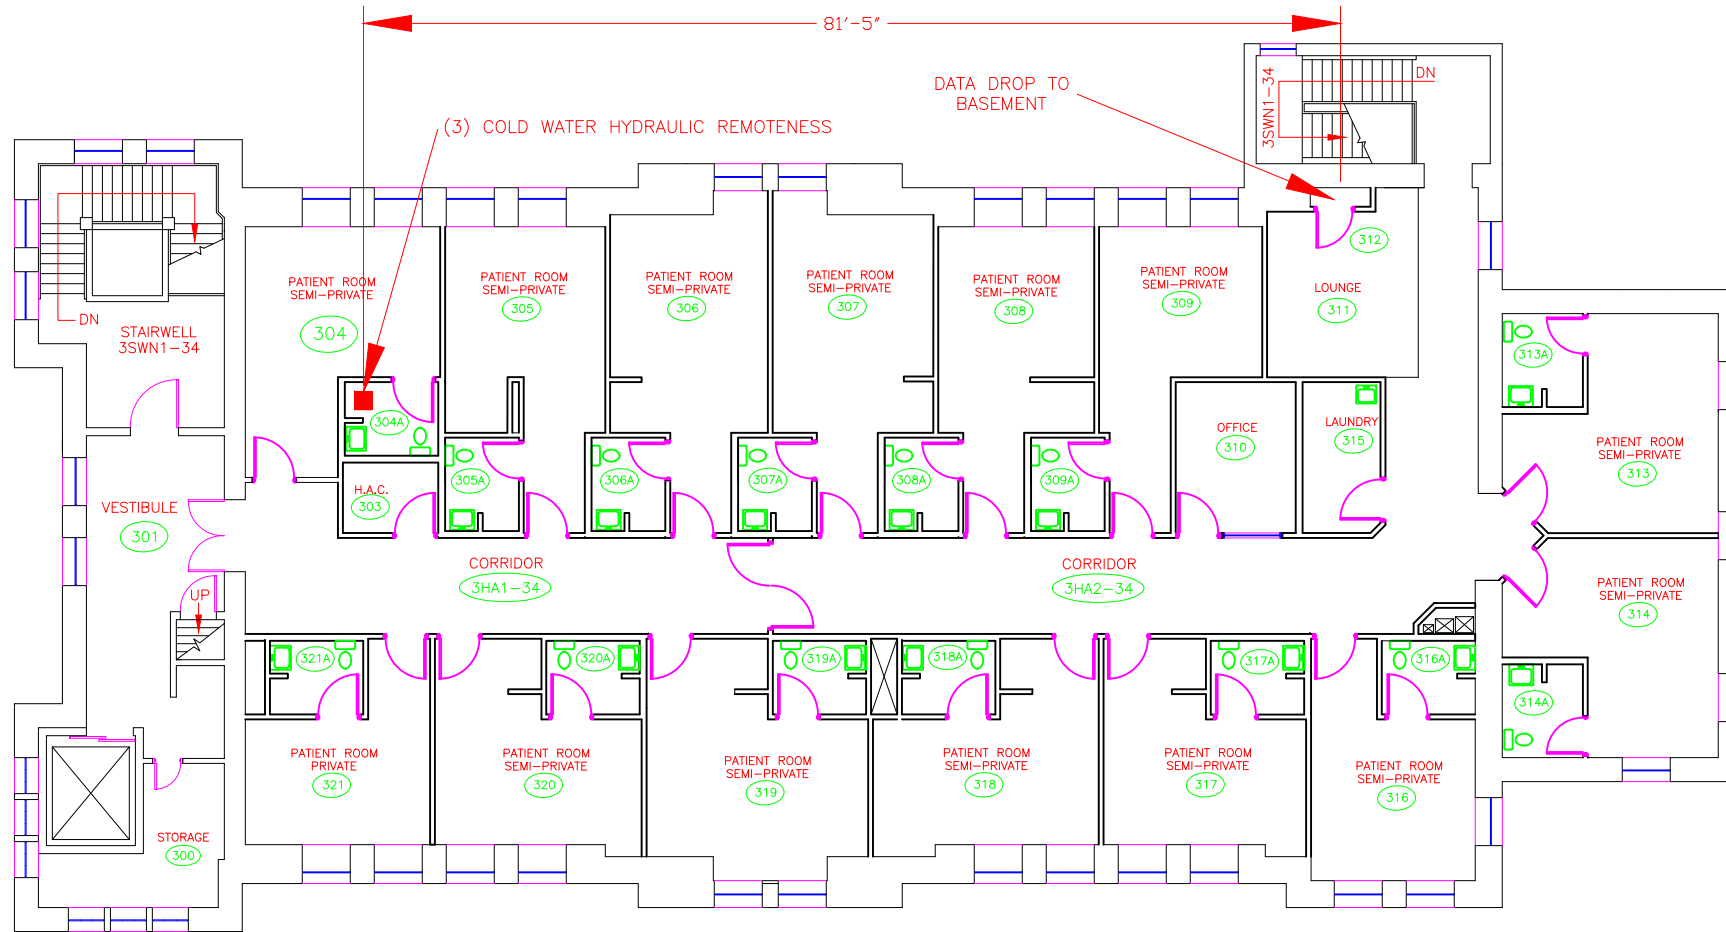 81'-5"
DATA DROP TO
BASEMENT
3SWN1-34
DN
(3) COLD WATER HYDRAULIC REMOTENESS
DN
STAIRWELL
3SWN1-34
PATIENT ROOM
SEMI-PRIVATE
304
PATIENT ROOM
SEMI-PRIVATE
305
PATIENT ROOM
SEMI-PRIVATE
306
PATIENT ROOM
SEMI-PRIVATE
307
PATIENT ROOM
SEMI-PRIVATE
308
PATIENT ROOM
SEMI-PRIVATE
309
312
LOUNGE
311
313A
304A
OFFICE
310
LAUNDRY
315
PATIENT ROOM
SEMI-PRIVATE
313
H.A.C.
303
305A
306A
307A
308A
309A
VESTIBULE
301
CORRIDOR
3HA1-34
CORRIDOR
3HA2-34
UP
PATIENT ROOM
SEMI-PRIVATE
314
321A
320A
319A
318A
317A
316A
314A
PATIENT ROOM
PRIVATE
321
PATIENT ROOM
SEMI-PRIVATE
320
PATIENT ROOM
SEMI-PRIVATE
319
PATIENT ROOM
SEMI-PRIVATE
318
PATIENT ROOM
SEMI-PRIVATE
317
PATIENT ROOM
SEMI-PRIVATE
316
STORAGE
300